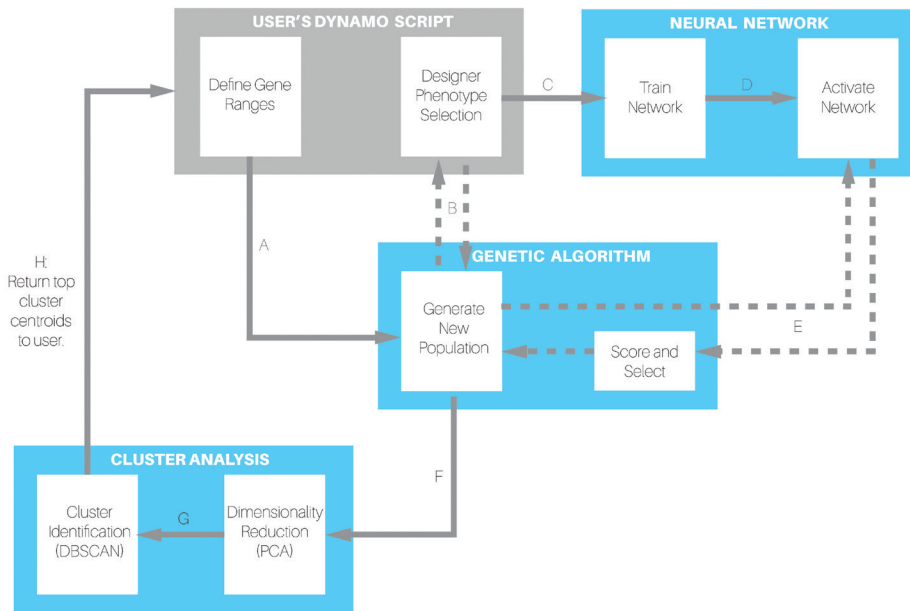 USER'S DYNAMO SCRIPT
NEURAL NETWORK
Define Gene
Ranges
Designer
Phenotype
Selection
C
Train
Network
D
Activate
Network
B
A
H:
Return top
cluster
centroids
to user.
GENETIC ALGORITHM
Generate
New
Population
E
Score and
Select
F
CLUSTER ANALYSIS
Cluster
Identification
(DBSCAN)
G
Dimensionality
Reduction
(PCA)